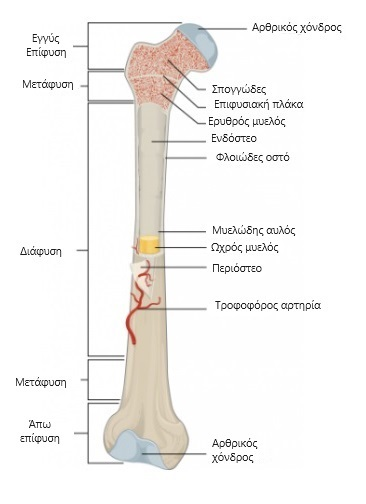 Αρθρικός χόνδρος
Εγγύς
Επίφυση
Μετάφυση
Σπογγώδες
Επιφυσιακή πλάκα
Ερυθρός μυελός
Ενδόστεο
Φλοιώδες οστό
Μυελώδης αυλός
Ωχρός μυελός
Διάφυση
Περιόστεο
Τροφοφόρος αρτηρία
Μετάφυση
Άπω
επίφυση
Αρθρικός
χόνδρος